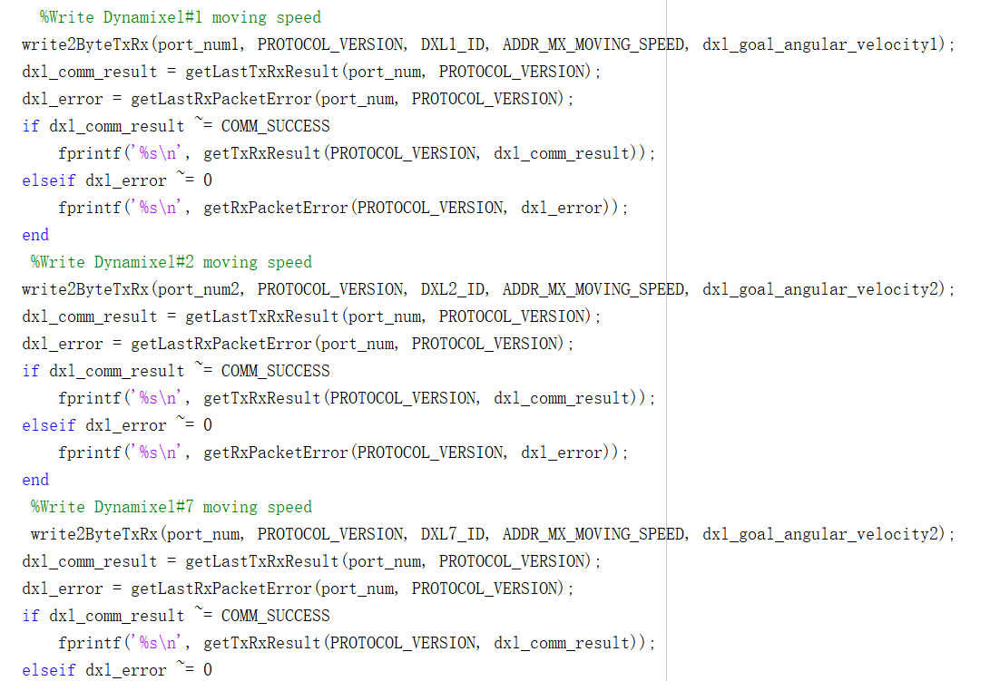 %Write Dynamixel#1 moving speed
write2ByteTxRx(port_num1, PROTOCOL_VERSION, DXL1_ID, ADDR_MX_MOVING_SPEED, dxl_goal_angular_velocity1);
dxl_comm_result = getLastTxRxResult(port_num, PROTOCOL_VERSION);
dxl_error = getLastRxPacketError(port_num, PROTOCOL_VERSION);
if dxl_comm_result ~= COMM_SUCCESS
fprintf('%s\n', getTxRxResult(PROTOCOL_VERSION, dxl_comm_result));
elseif dxl_error ~= 0
fprintf('%s\n', getRxPacketError(PROTOCOL_VERSION, dxl_error));
end
%Write Dynamixel#2 moving speed
write2ByteTxRx(port_num2, PROTOCOL_VERSION, DXL2_ID, ADDR_MX_MOVING_SPEED, dxl_goal_angular_velocity2);
dxl_comm_result = getLastTxRxResult(port_num, PROTOCOL_VERSION);
dxl_error = getLastRxPacketError(port_num, PROTOCOL_VERSION);
if dxl_comm_result ~= COMM_SUCCESS
fprintf('%s\n', getTxRxResult(PROTOCOL_VERSION, dxl_comm_result));
elseif dxl_error ~= 0
fprintf('%s\n', getRxPacketError(PROTOCOL_VERSION, dxl_error));
end
%Write Dynamixel#7 moving speed
write2ByteTxRx(port_num, PROTOCOL_VERSION, DXL7_ID, ADDR_MX_MOVING_SPEED, dxl_goal_angular_velocity2);
dxl_comm_result = getLastTxRxResult(port_num, PROTOCOL_VERSION);
dxl_error = getLastRxPacketError(port_num, PROTOCOL_VERSION);
if dxl_comm_result ~= COMM_SUCCESS
fprintf('%s\n', getTxRxResult(PROTOCOL_VERSION, dxl_comm_result));
elseif dxl_error ~= 0